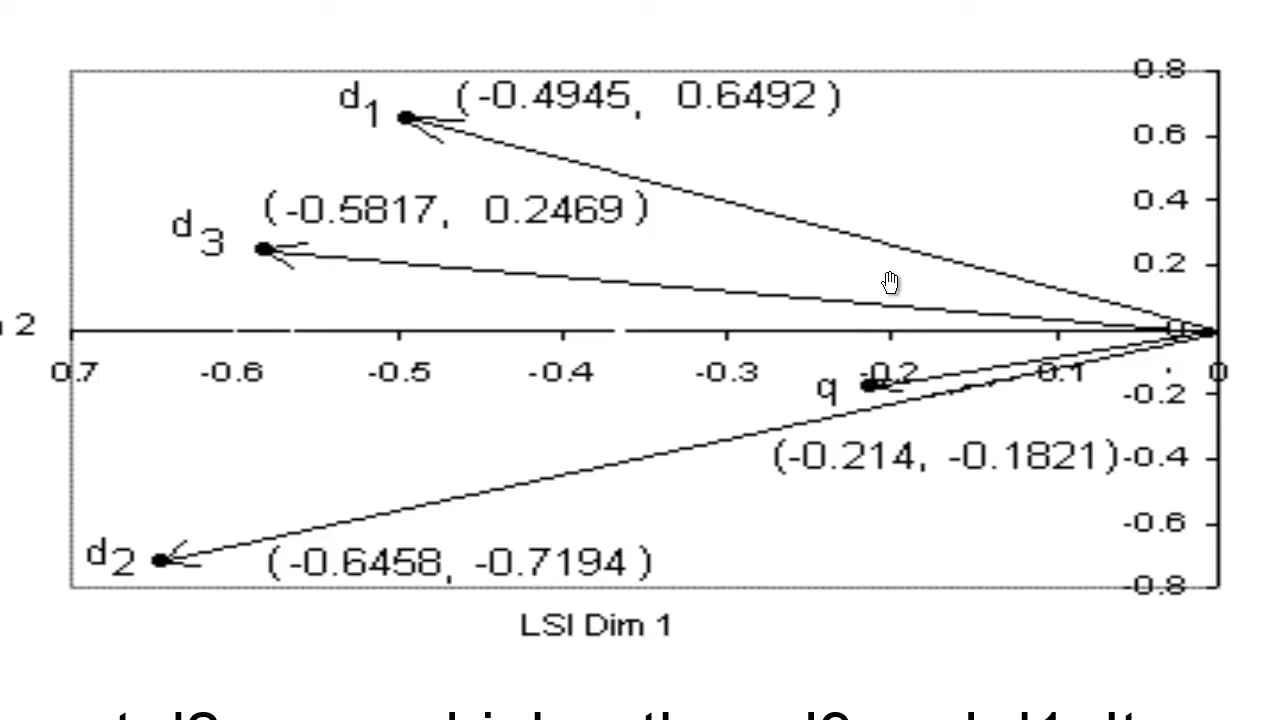 0.8
d1 (-0.4945, 0.6492)
0.6
0.4
(-0.5817, 0.2469)
d3
0.2
2
0.7 -0.6 -0.5 -0.4 -0.3 -0.2 -0.1 0
q
-0.2
(-0.214, -0.1821)
-0.4
-0.6
d2 (-0.6458, -0.7194)
-0.8
LSI Dim 1